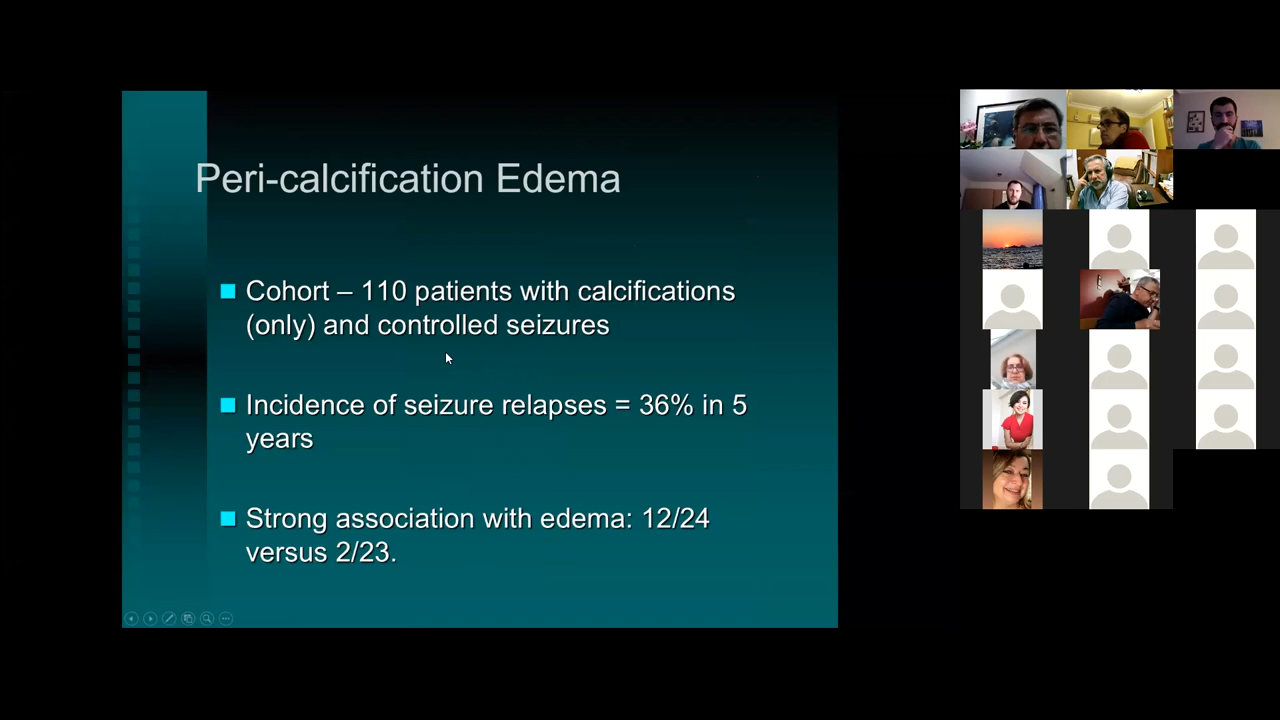 Peri-calcification Edema
Cohort – 110 patients with calcifications
(only) and controlled seizures
Incidence of seizure relapses = 36% in 5
years
Strong association with edema: 12/24
versus 2/23.